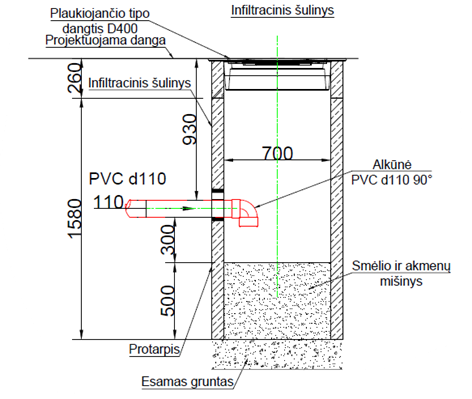 Infiltracinis šulinys
Plaukiojančio tipo
dangtis D400
Projektuojama danga
260
Infiltracinis šulinys
930
700
Alkūnė
PVC d110 90°
PVC d110
110
1580
300
Smėlio ir akmenų
mišinys
500
Protarpis
Esamas gruntas